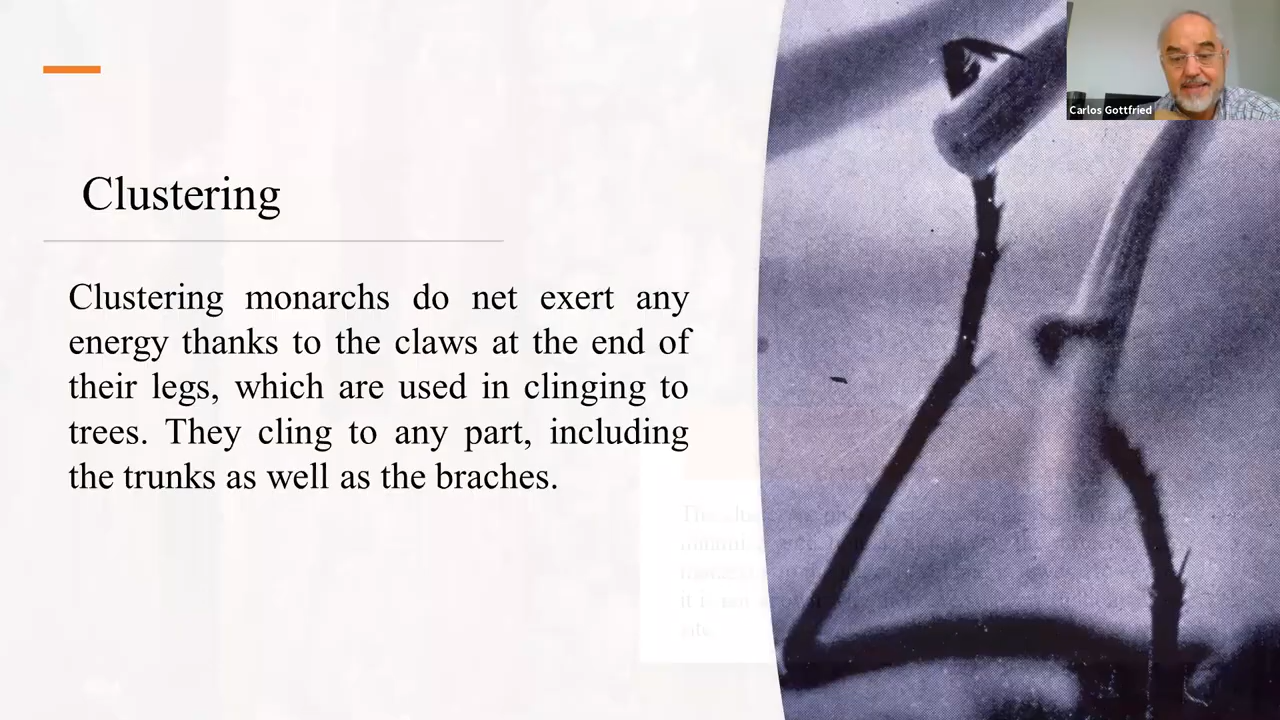 Carlos Gottfried
Clustering
Clustering monarchs do net exert any
energy thanks to the claws at the end of
their legs, which are used in clinging to
trees. They cling to any part, including
the trunks as well as the braches.